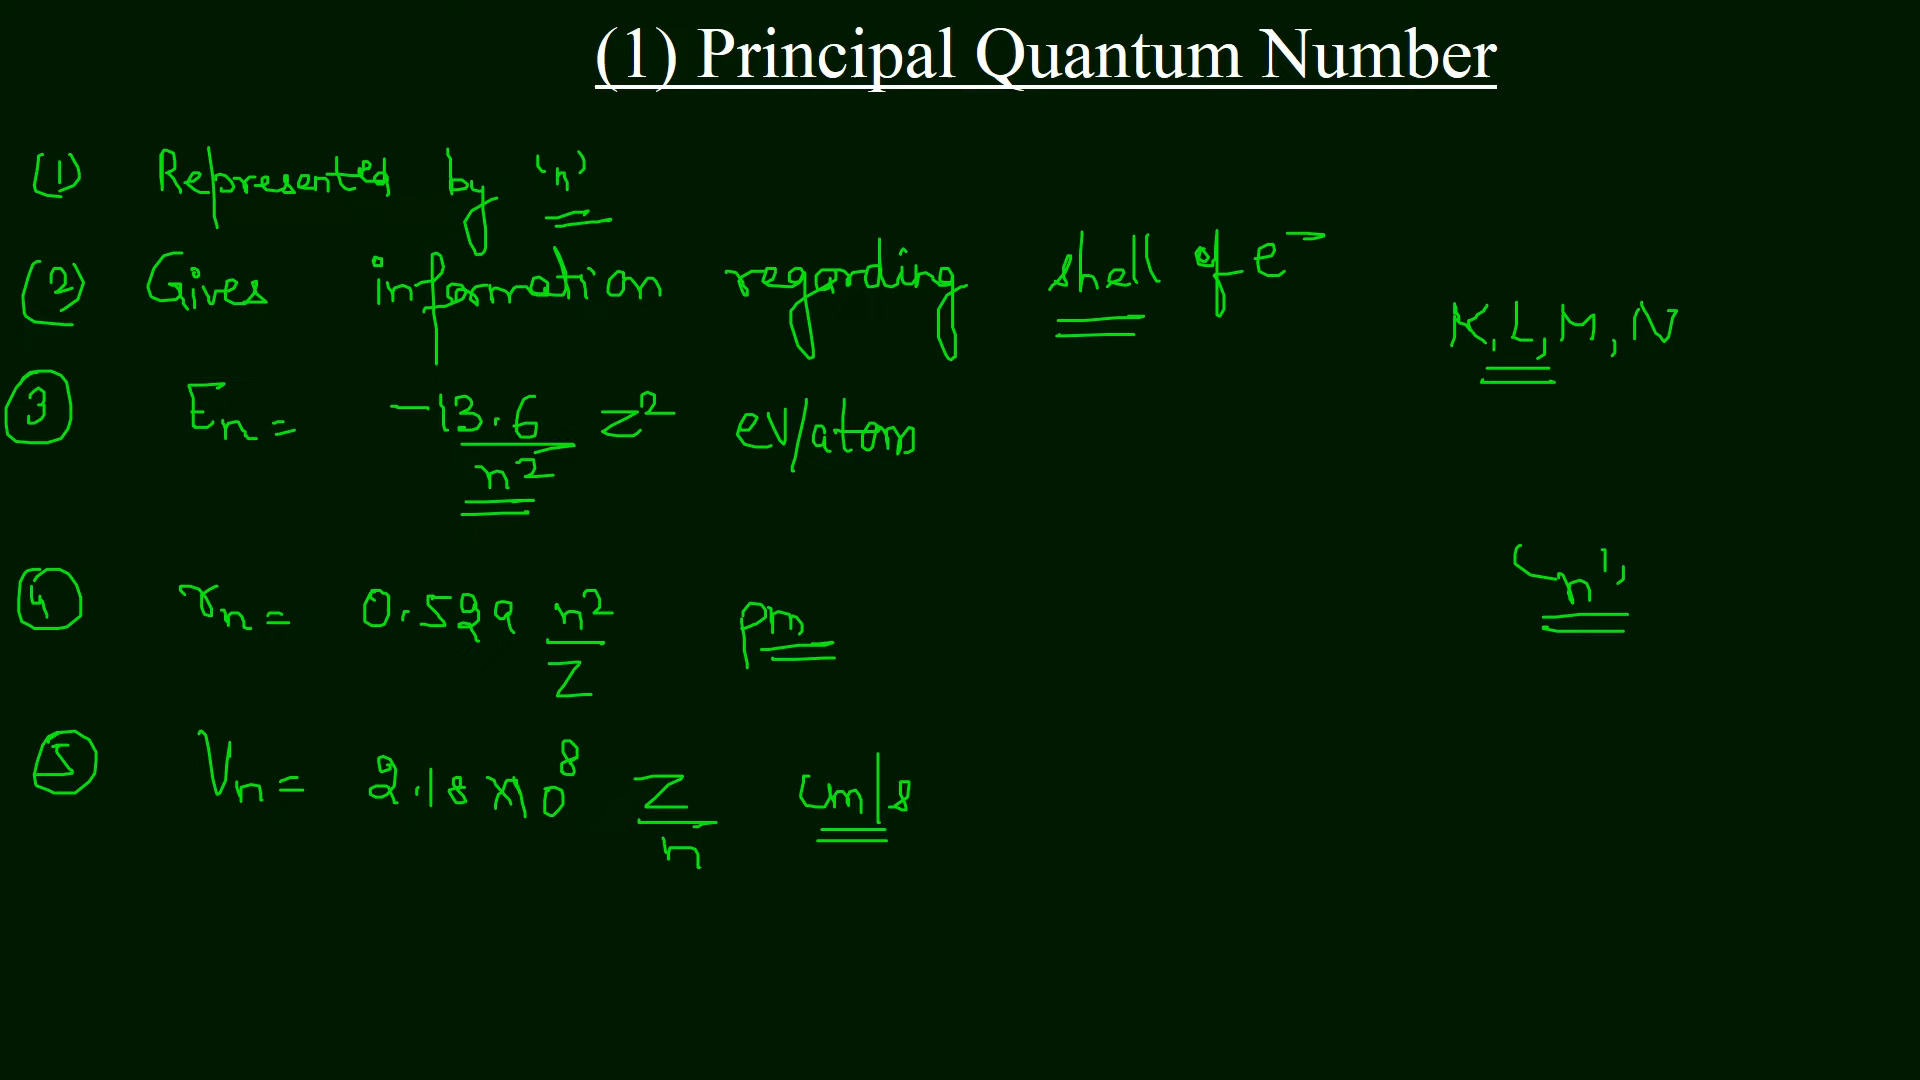 (1) Principal Quantum Number
(1) Represented by 'n'
(2) Gives information regarding shell of e⁻
K, L, M, N
(3) En = -13.6/n² Z² eV/atom
(4) rn = 0.529 n²/Z pm
'n',
(5) Vn = 2.18×10⁸ Z/n cm/s